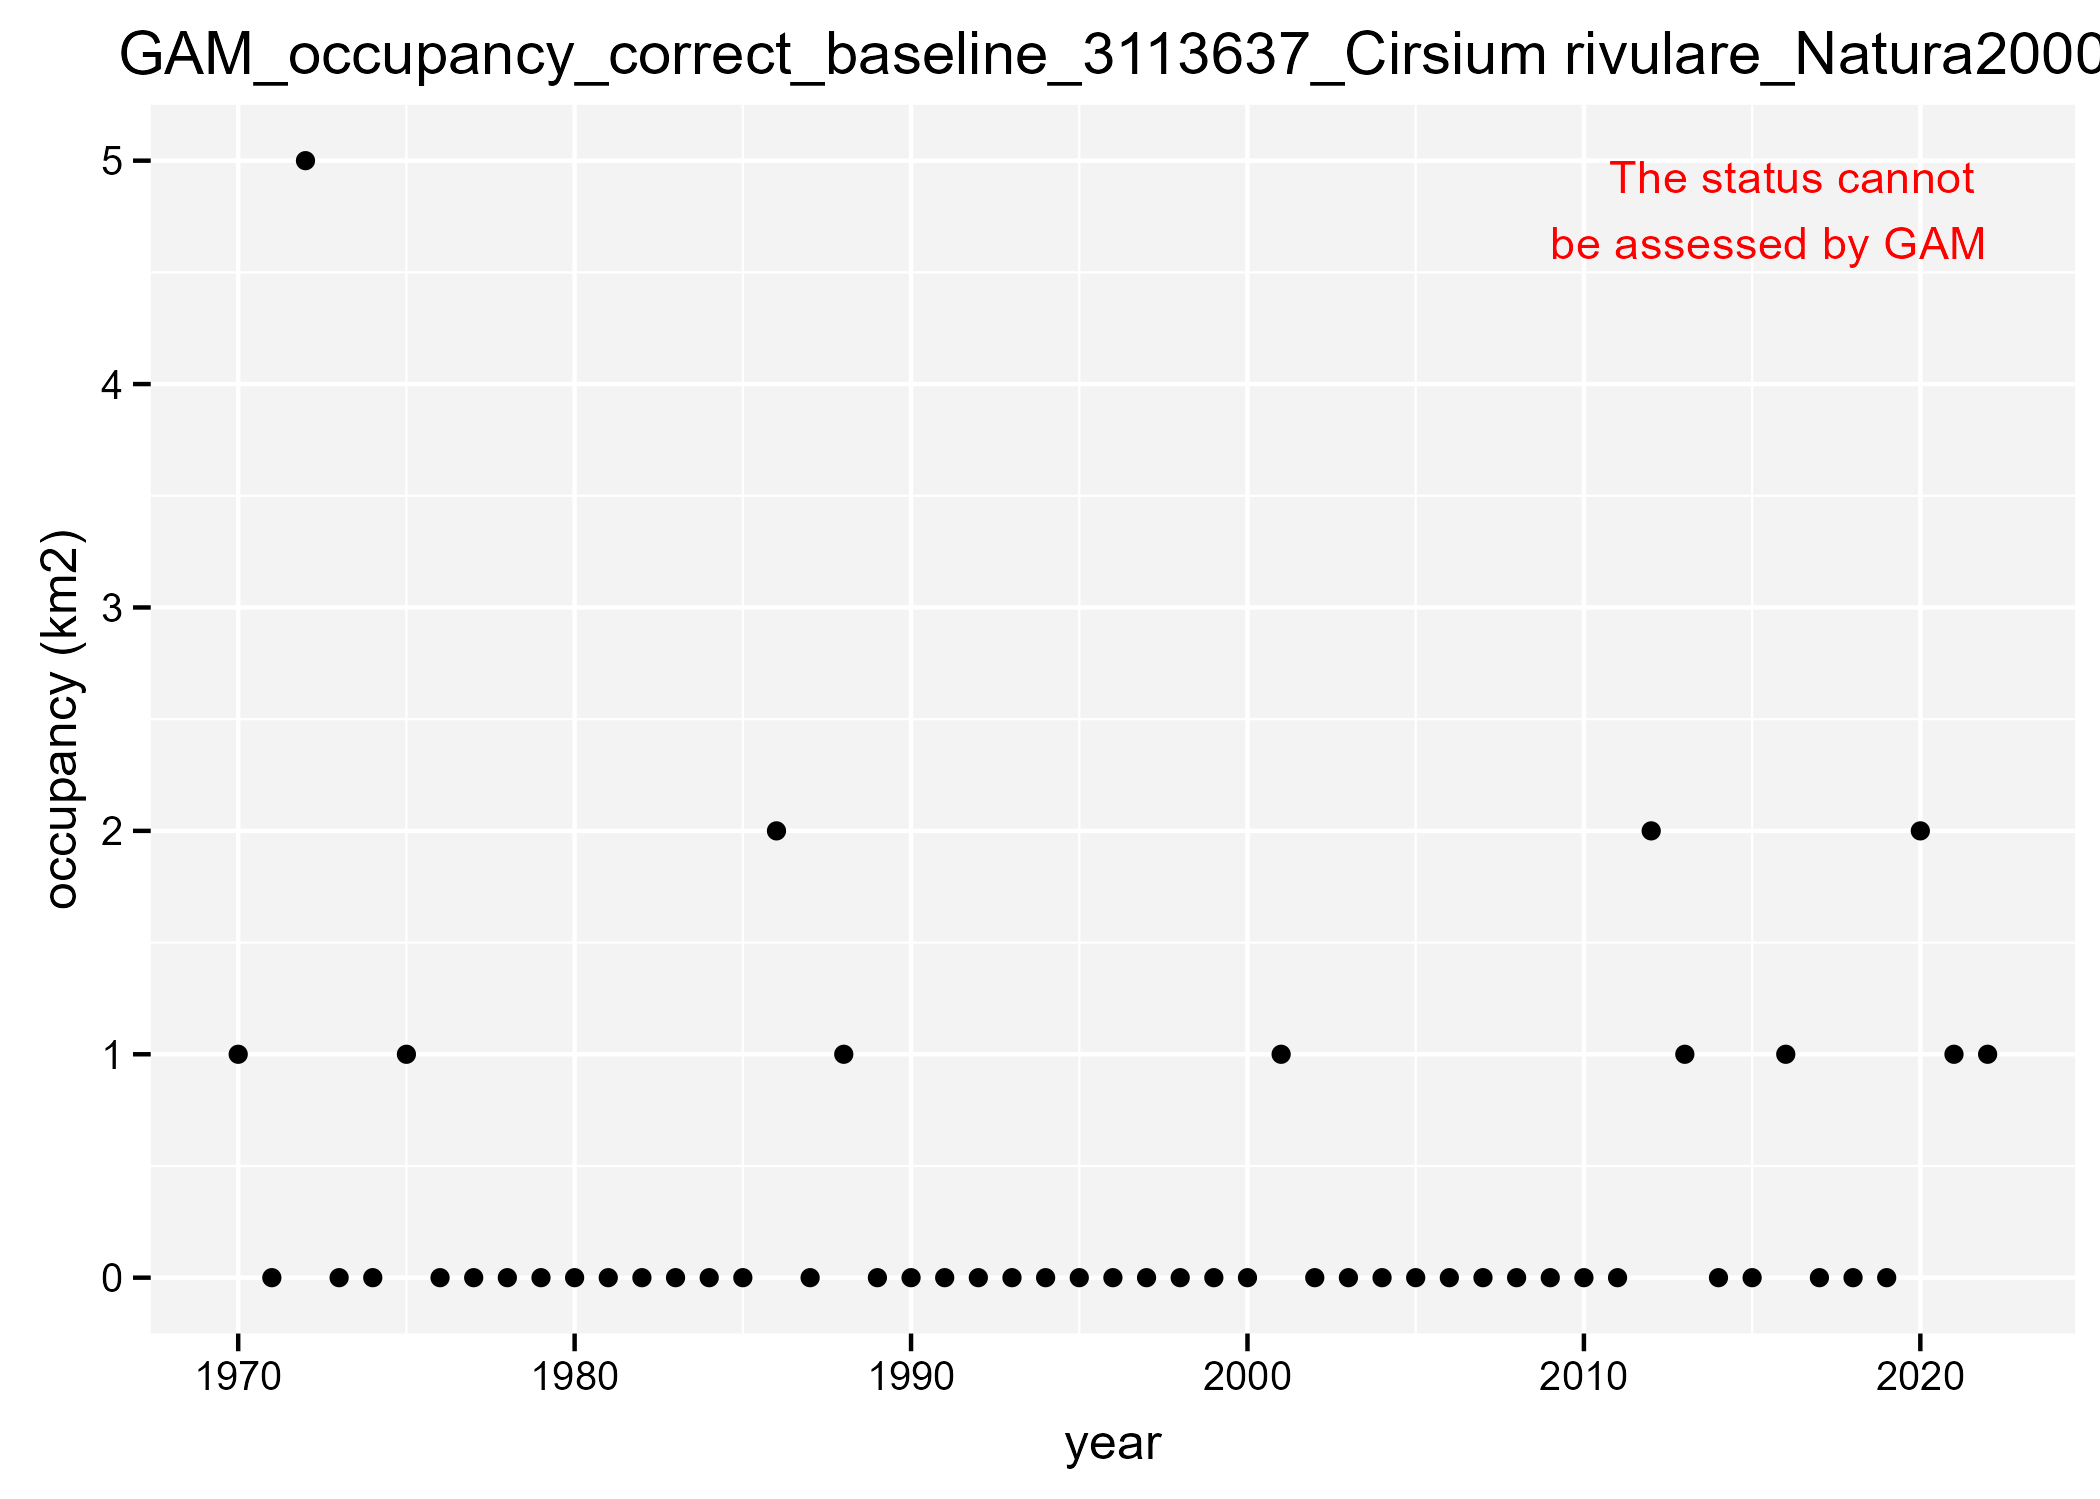 GAM_occupancy_correct_baseline_3113637_Cirsium rivulare_Natura2000
The status cannot
be assessed by GAM
5
4
3
2
1
0
occupancy (km2)
1970 1980 1990 2000 2010 2020
year